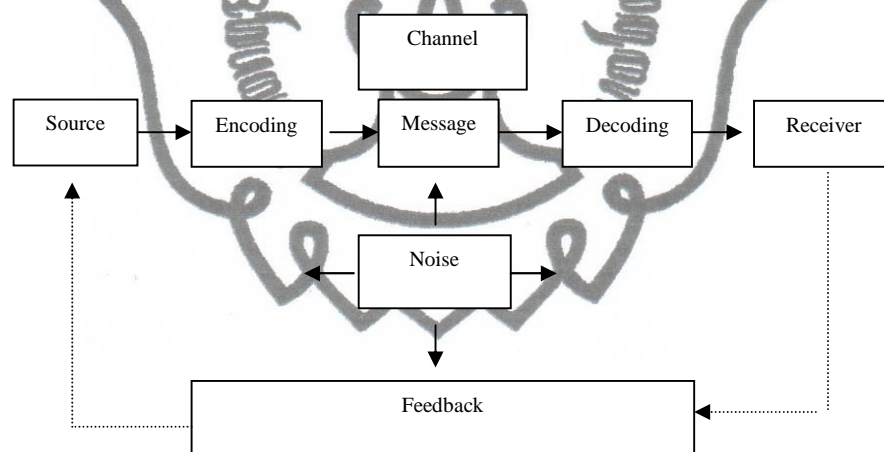 Channel
Source
Encoding
Message
Decoding
Receiver
Noise
Feedback